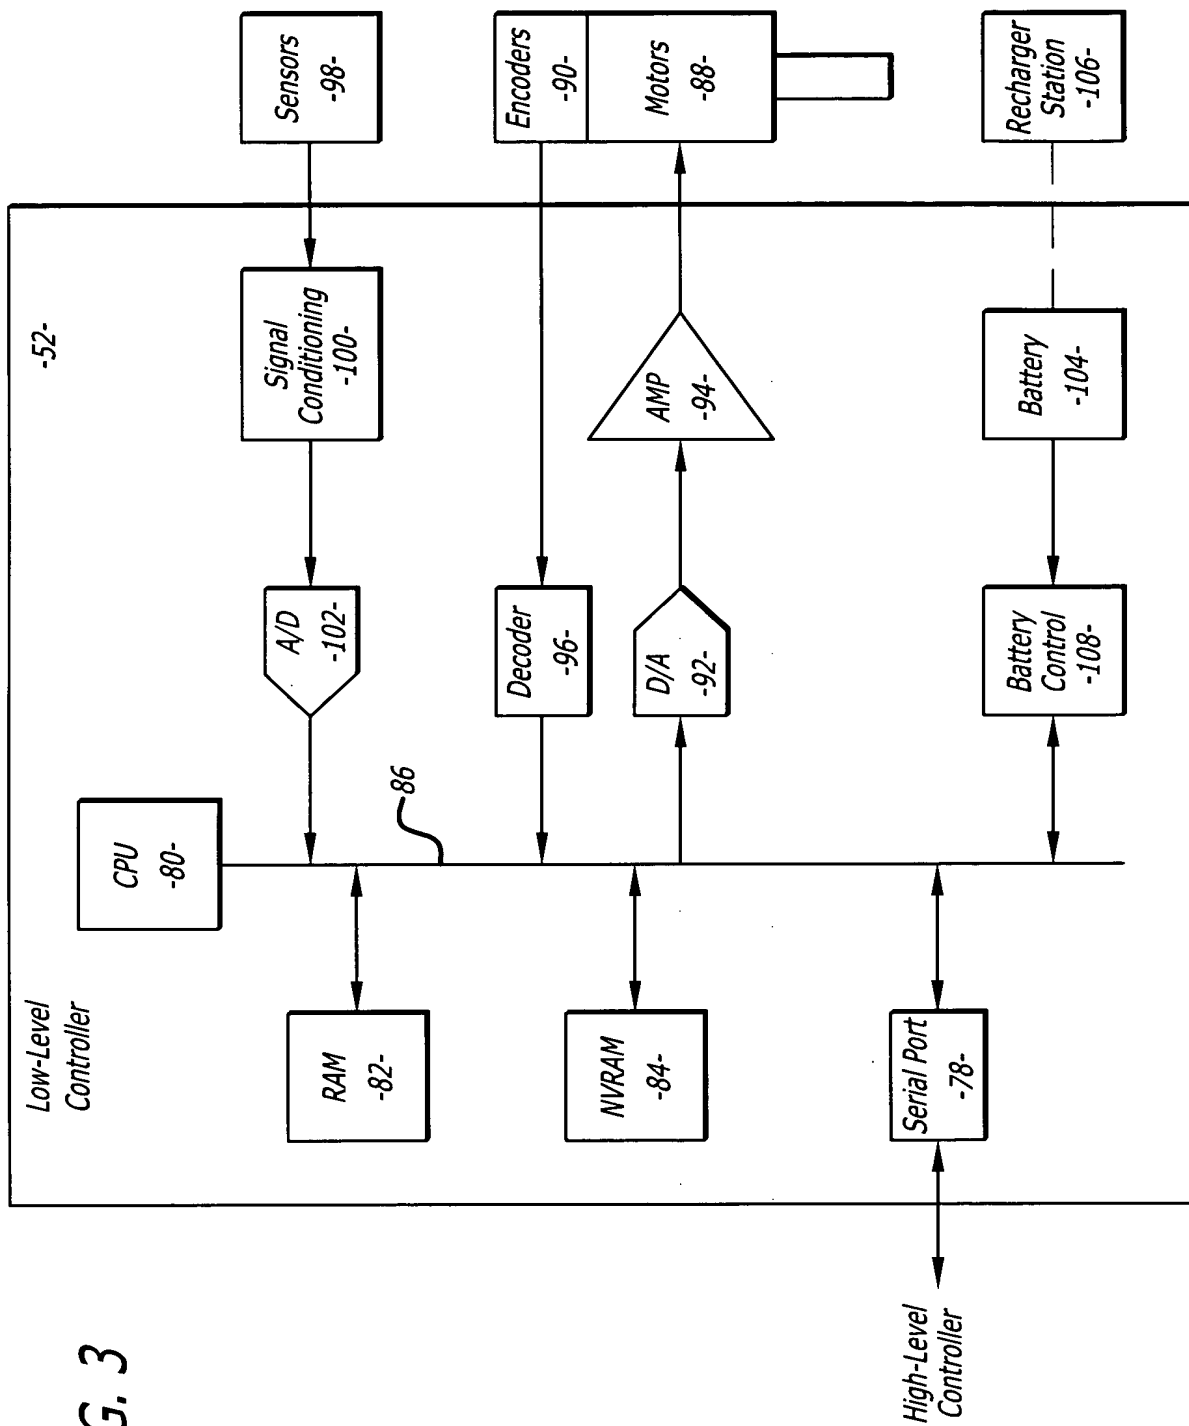 Low-Level
Controller
-52-
CPU
-80-
86
RAM
-82-
NVRAM
-84-
Serial Port
-78-
High-Level
Controller
A/D
-102-
Signal
Conditioning
-100-
Sensors
-98-
Decoder
-96-
Encoders
-90-
D/A
-92-
AMP
-94-
Motors
-88-
Battery
Control
-108-
Battery
-104-
Recharger
Station
-106-
G. 3